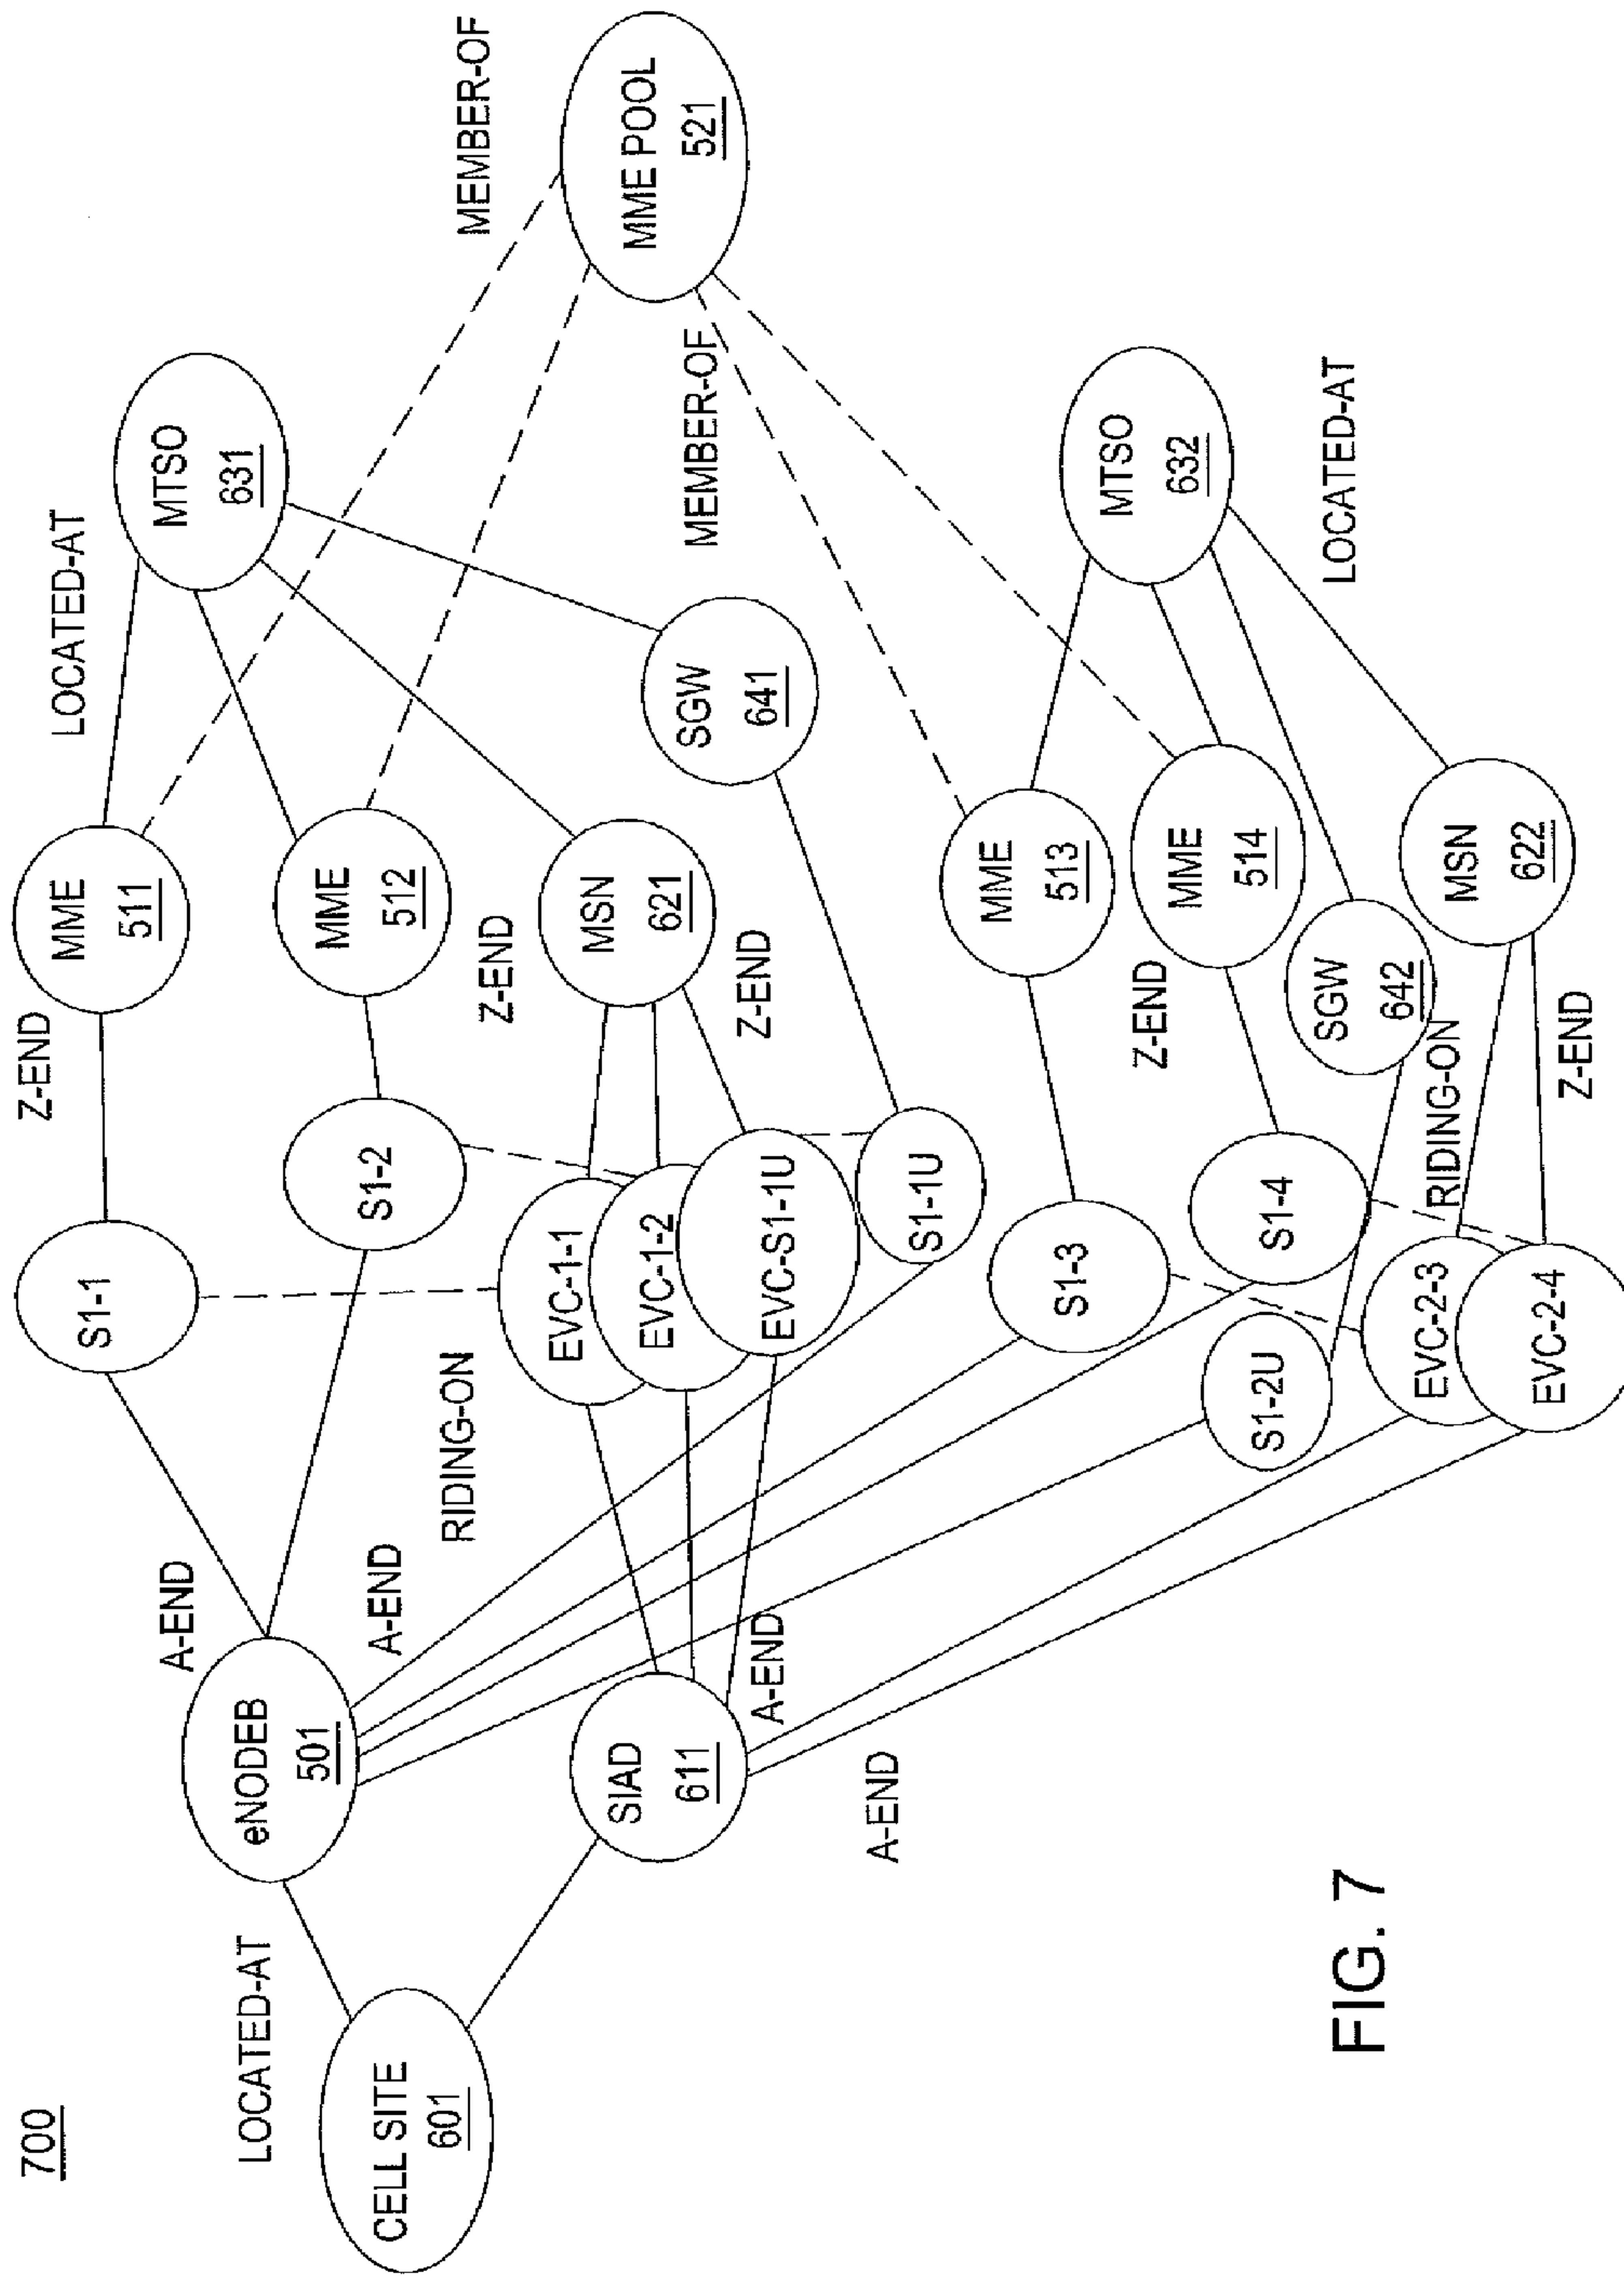 700
CELL SITE
601
LOCATED-AT
eNODEB
501
SIAD
611
A-END
A-END
A-END
A-END
RIDING-ON
S1-1
S1-2
EVC-1-1
EVC-1-2
EVC-S1-1U
S1-1U
S1-3
S1-4
S1-2U
EVC-2-3
EVC-2-4
RIDING-ON
Z-END
Z-END
Z-END
Z-END
Z-END
MME
511
MME
512
MSN
621
MME
513
MME
514
SGW
642
MSN
622
SGW
641
LOCATED-AT
MTSO
631
MTSO
632
LOCATED-AT
MEMBER-OF
MEMBER-OF
MME POOL
521
FIG. 7